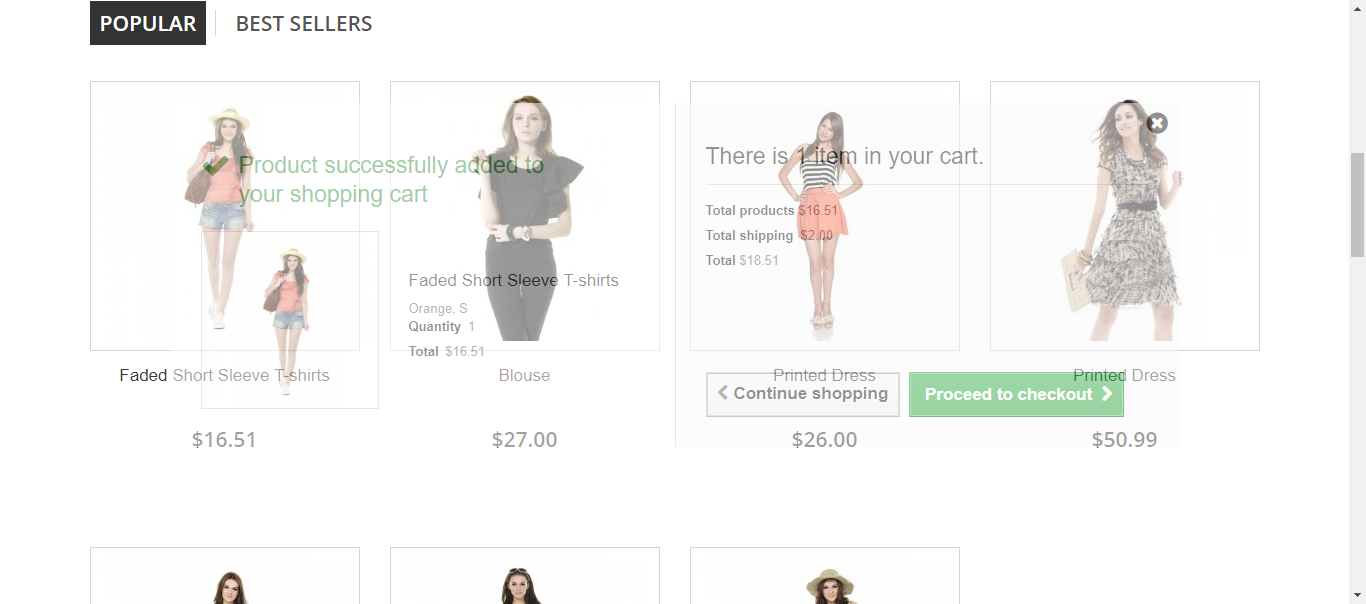 POPULAR
BEST SELLERS
Product successfully added to
your shopping cart
Faded Short Sleeve T-shirts
Orange, S
Quantity 1
Total $16.51
There is 1 item in your cart.
Total products $16.51
Total shipping $2.00
Total $18.51
Continue shopping
Proceed to checkout
Faded Short Sleeve T-shirts
Blouse
Printed Dress
Printed Dress
$16.51
$27.00
$26.00
$50.99